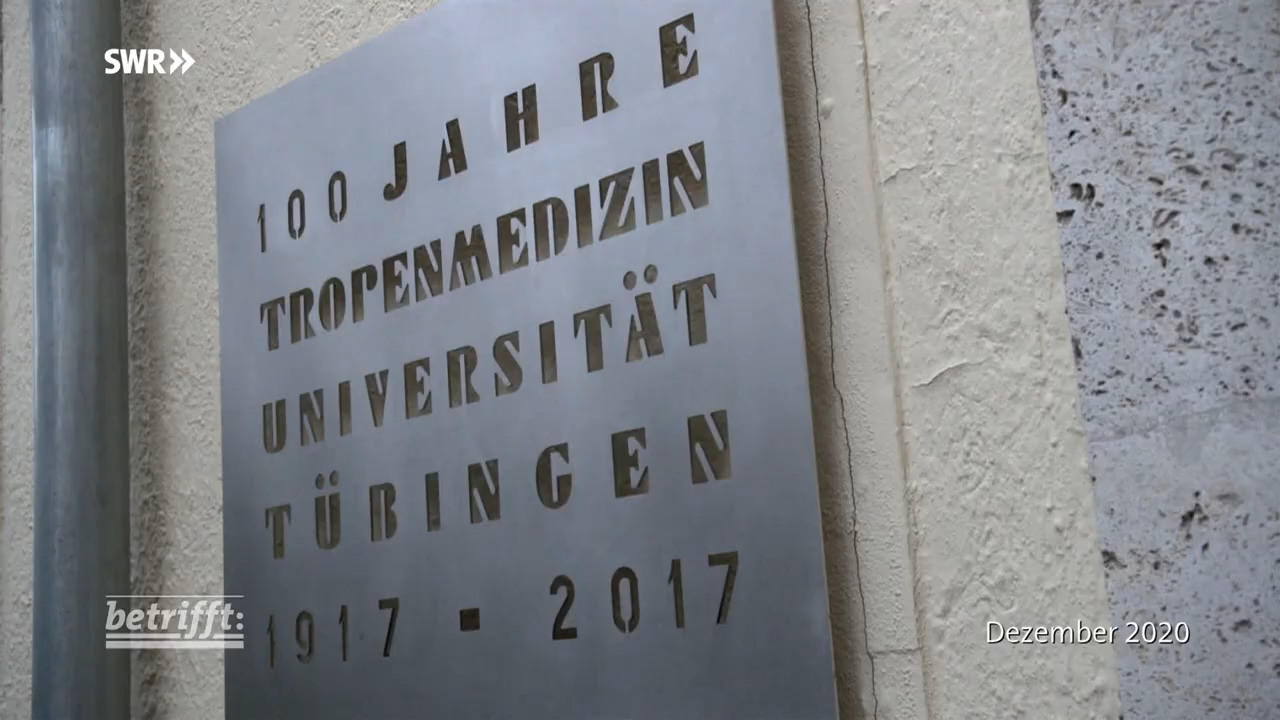 SWR
100 JAHRE
TROPENMEDIZIN
UNIVERSITÄT
TÜBINGEN
1917 - 2017
betrifft:
Dezember 2020